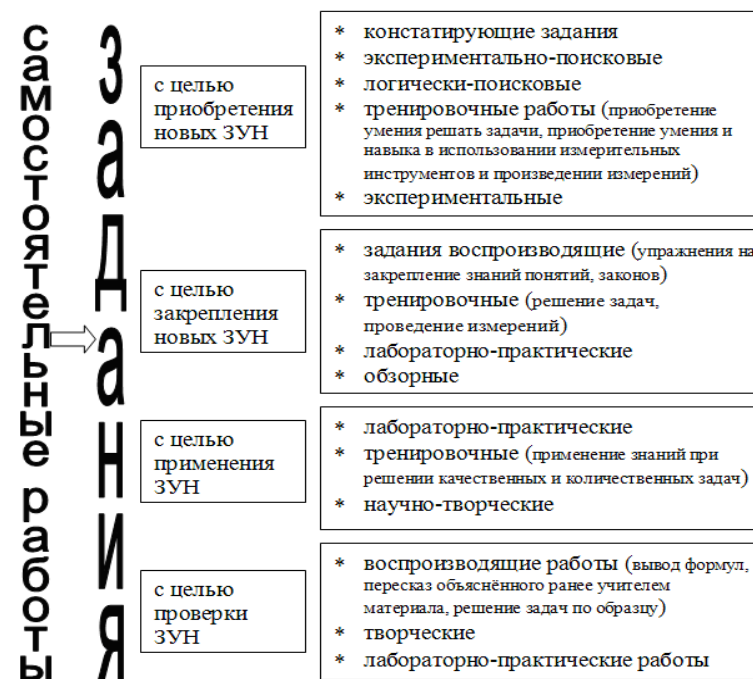 самостоятельные работы
задания
с целью
приобретения
новых ЗУН
* констатирующие задания
* экспериментально-поисковые
* логически-поисковые
* тренировочные работы (приобретение
умения решать задачи, приобретение умения и
навыка в использовании измерительных
инструментов и произведении измерений)
* экспериментальные
с целью
закрепления
новых ЗУН
* задания воспроизводящие (упражнения на
закрепление знаний понятий, законов)
* тренировочные (решение задач,
проведение измерений)
* лабораторно-практические
* обзорные
с целью
применения
ЗУН
* лабораторно-практические
* тренировочные (применение знаний при
решении качественных и количественных задач)
* научно-творческие
с целью
проверки
ЗУН
* воспроизводящие работы (вывод формул,
пересказ объяснённого ранее учителем
материала, решение задач по образцу)
* творческие
* лабораторно-практические работы